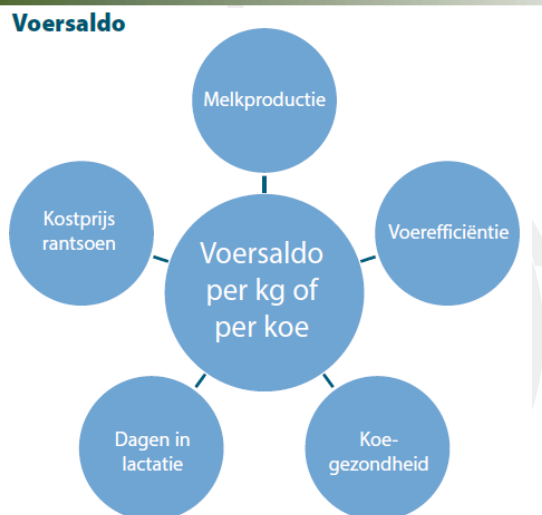 Voersaldo
Melkproductie
Kostprijs
rantsoen
Voerefficiëntie
Voersaldo
per kg of
per koe
Dagen in
lactatie
Koe-
gezondheid